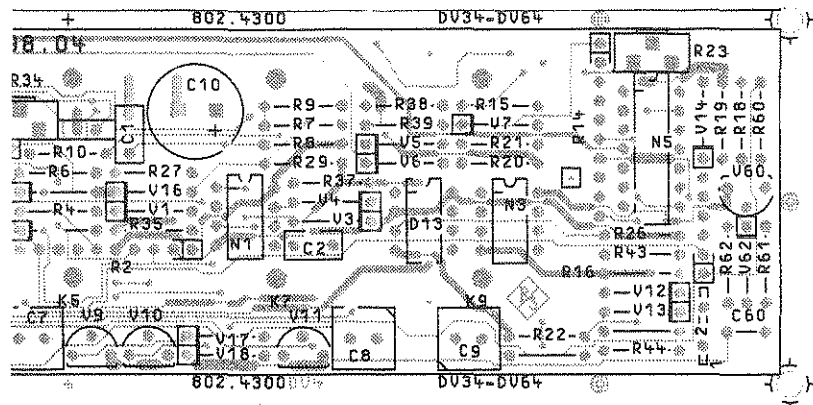 802.4300 DV34-DV64
08.04
R23
R34
C10
R9 R38 R15
R7 R39 V7
C1
R8 V5 R21
R14
V14 R19 R18 R60
N5
R10
R29 V6 R20
R6 R27
R37
V60
V16
V4
N3
R4 V1
V3
R35
D13
R26
N1
C2
R43
R2
R16
R62 V62 R61
K5 K7 K9
V12
C7 V9 V10 V11
V13
C60
V17
R22
V18
C8 C9
R44
802.4300 DV4 DV34-DV64